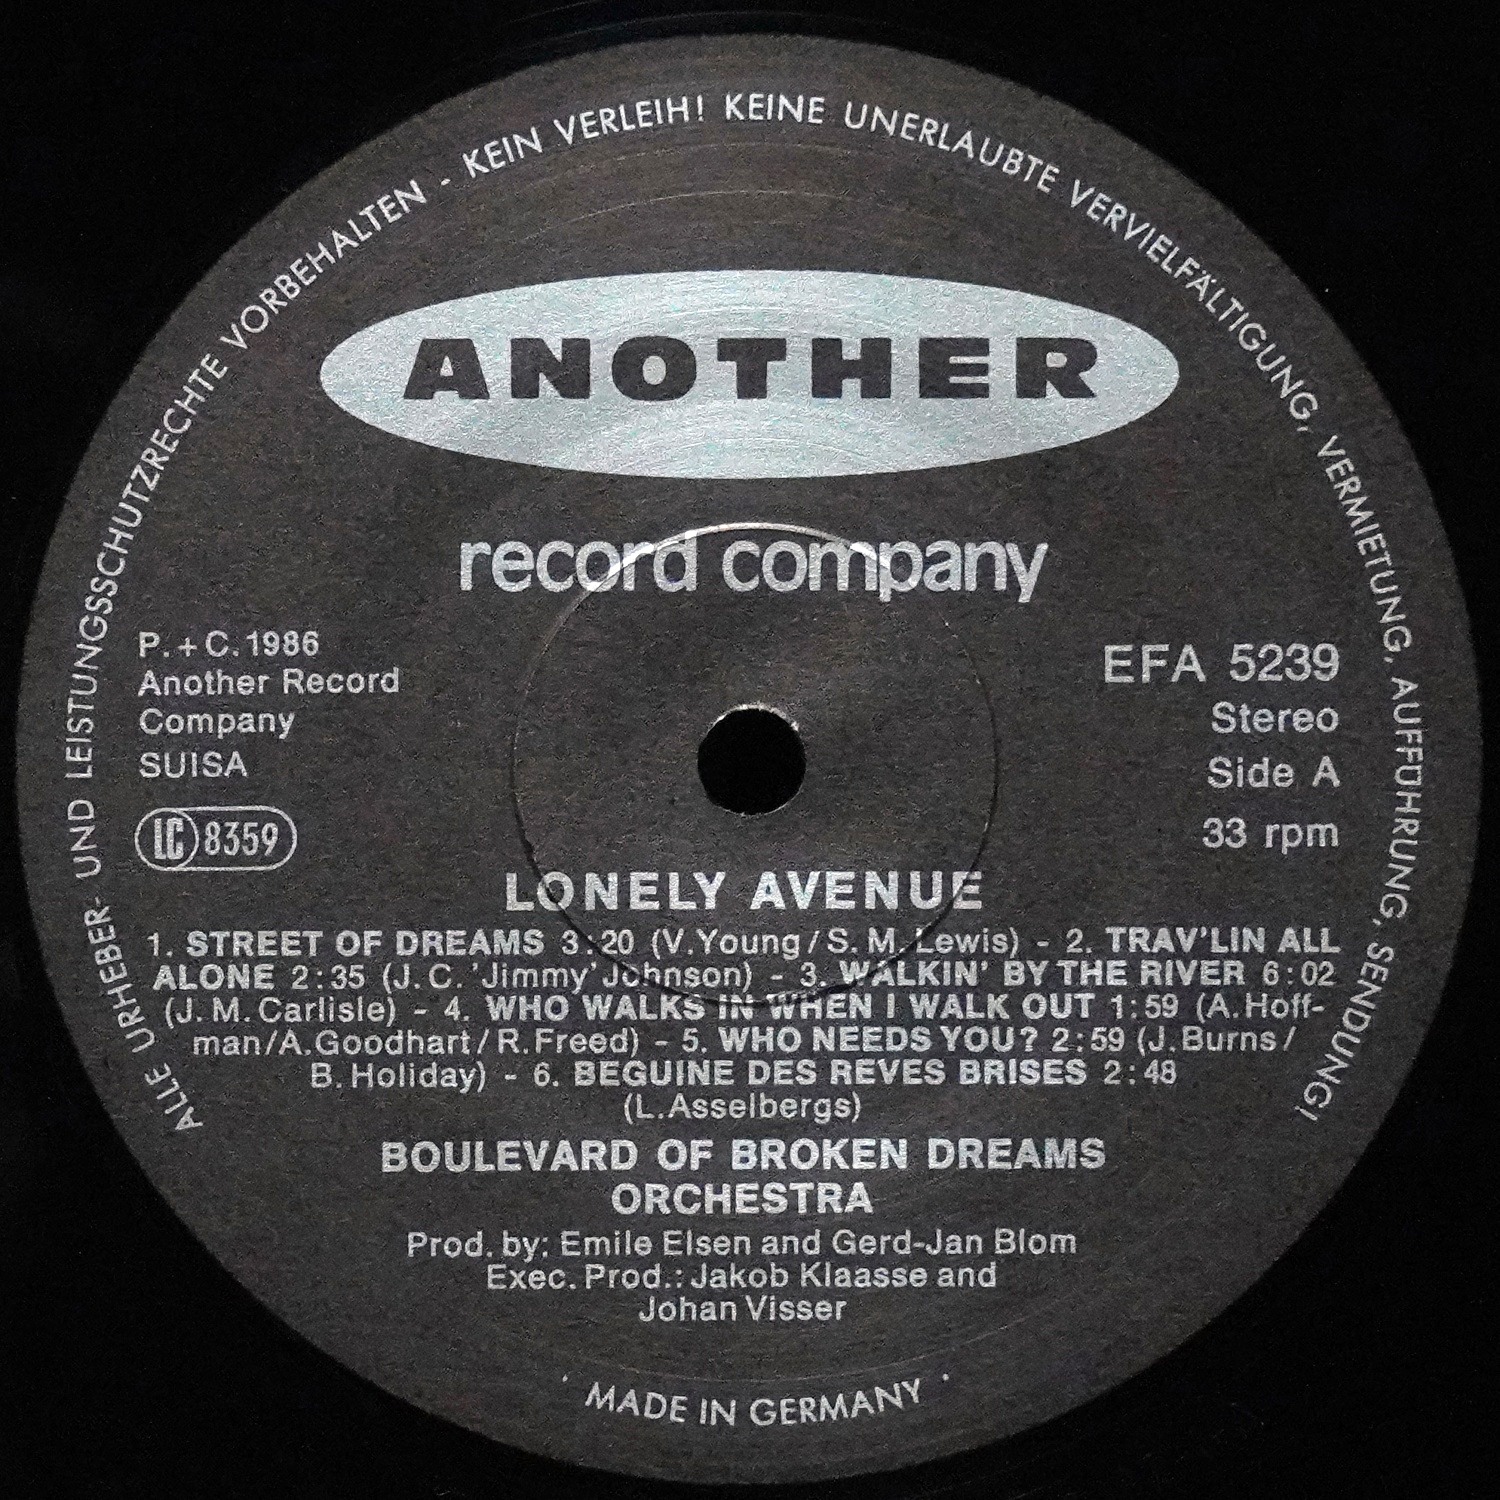 ALLE URHEBER- UND LEISTUNGSSCHUTZRECHTE VORBEHALTEN - KEIN VERLEIH! KEINE UNERLAUBTE VERVIELFÄLTIGUNG, VERMIETUNG, AUFFÜHRUNG, SENDUNG!
ANOTHER
record company
P. + C. 1986
Another Record
Company
SUISA
LC 8359
EFA 5239
Stereo
Side A
33 rpm
LONELY AVENUE
1. STREET OF DREAMS 3:20 (V. Young / S. M. Lewis) - 2. TRAV'LIN ALL
ALONE 2:35 (J. C. 'Jimmy' Johnson) - 3. WALKIN' BY THE RIVER 6:02
(J. M. Carlisle) - 4. WHO WALKS IN WHEN I WALK OUT 1:59 (A. Hoff-
man/A. Goodhart / R. Freed) - 5. WHO NEEDS YOU? 2:59 (J. Burns /
B. Holiday) - 6. BEGUINE DES REVES BRISES 2:48
(L. Asselbergs)
BOULEVARD OF BROKEN DREAMS
ORCHESTRA
Prod. by: Emile Elsen and Gerd-Jan Blom
Exec. Prod.: Jakob Klaasse and
Johan Visser
· MADE IN GERMANY ·